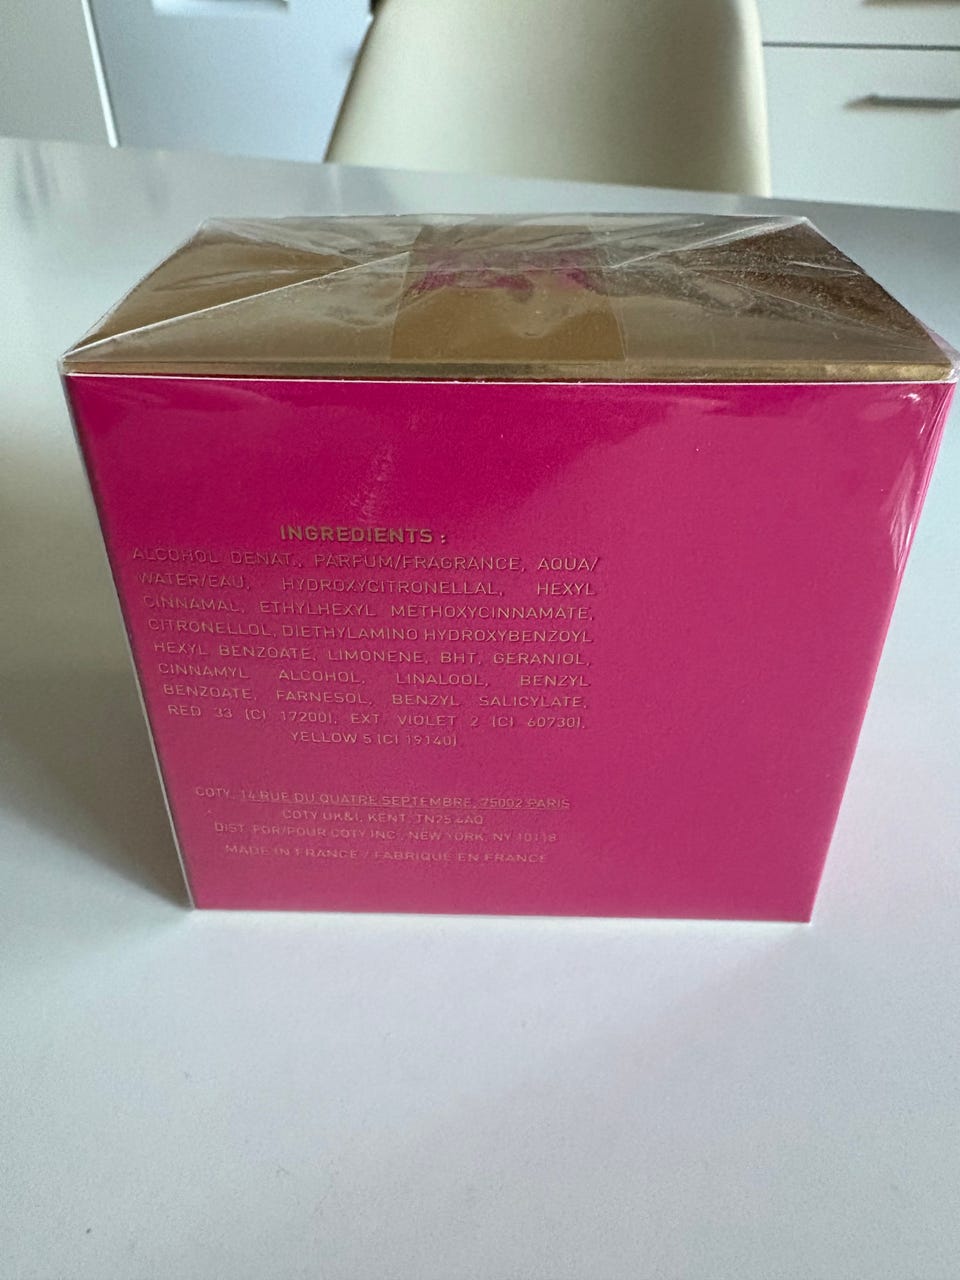 INGREDIENTS :
ALCOHOL DENAT., PARFUM/FRAGRANCE, AQUA/
WATER/EAU, HYDROXYCITRONELLAL, HEXYL
CINNAMAL, ETHYLHEXYL METHOXYCINNAMATE,
CITRONELLOL, DIETHYLAMINO HYDROXYBENZOYL
HEXYL BENZOATE, LIMONENE, BHT, GERANIOL,
CINNAMYL ALCOHOL, LINALOOL, BENZYL
BENZOATE, FARNESOL, BENZYL SALICYLATE,
RED 33 (CI 17200), EXT. VIOLET 2 (CI 60730),
YELLOW 5 (CI 19140)
COTY, 14 RUE DU QUATRE SEPTEMBRE, 75002 PARIS
COTY UK&I, KENT, TN25 4AQ
DIST. FOR/POUR COTY INC., NEW YORK, NY 10118
MADE IN FRANCE / FABRIQUÉ EN FRANCE